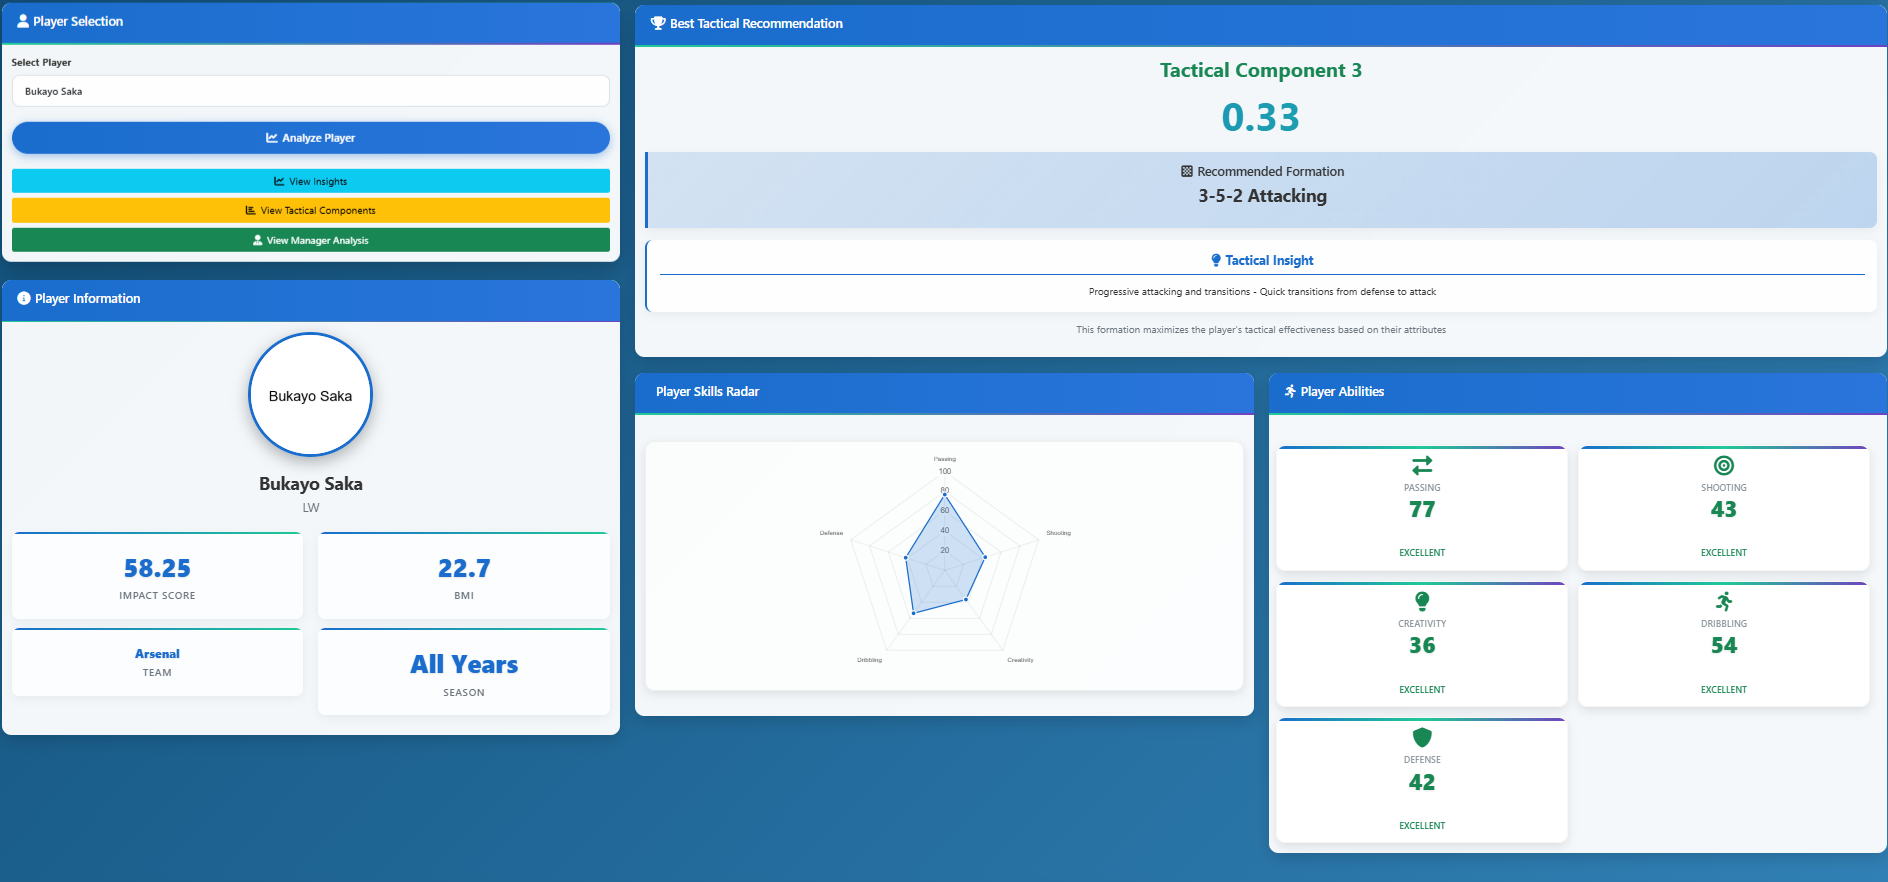 Player Selection
Select Player
Bukayo Saka
Analyze Player
View Insights
View Tactical Components
View Manager Analysis
Player Information
Bukayo Saka
Bukayo Saka
LW
58.25
IMPACT SCORE
22.7
BMI
Arsenal
TEAM
All Years
SEASON
Best Tactical Recommendation
Tactical Component 3
0.33
Recommended Formation
3-5-2 Attacking
Tactical Insight
Progressive attacking and transitions - Quick transitions from defense to attack
This formation maximizes the player's tactical effectiveness based on their attributes
Player Skills Radar
Passing
100
80
60
40
20
Defense
Shooting
Dribbling
Creativity
Player Abilities
PASSING
77
EXCELLENT
SHOOTING
43
EXCELLENT
CREATIVITY
36
EXCELLENT
DRIBBLING
54
EXCELLENT
DEFENSE
42
EXCELLENT